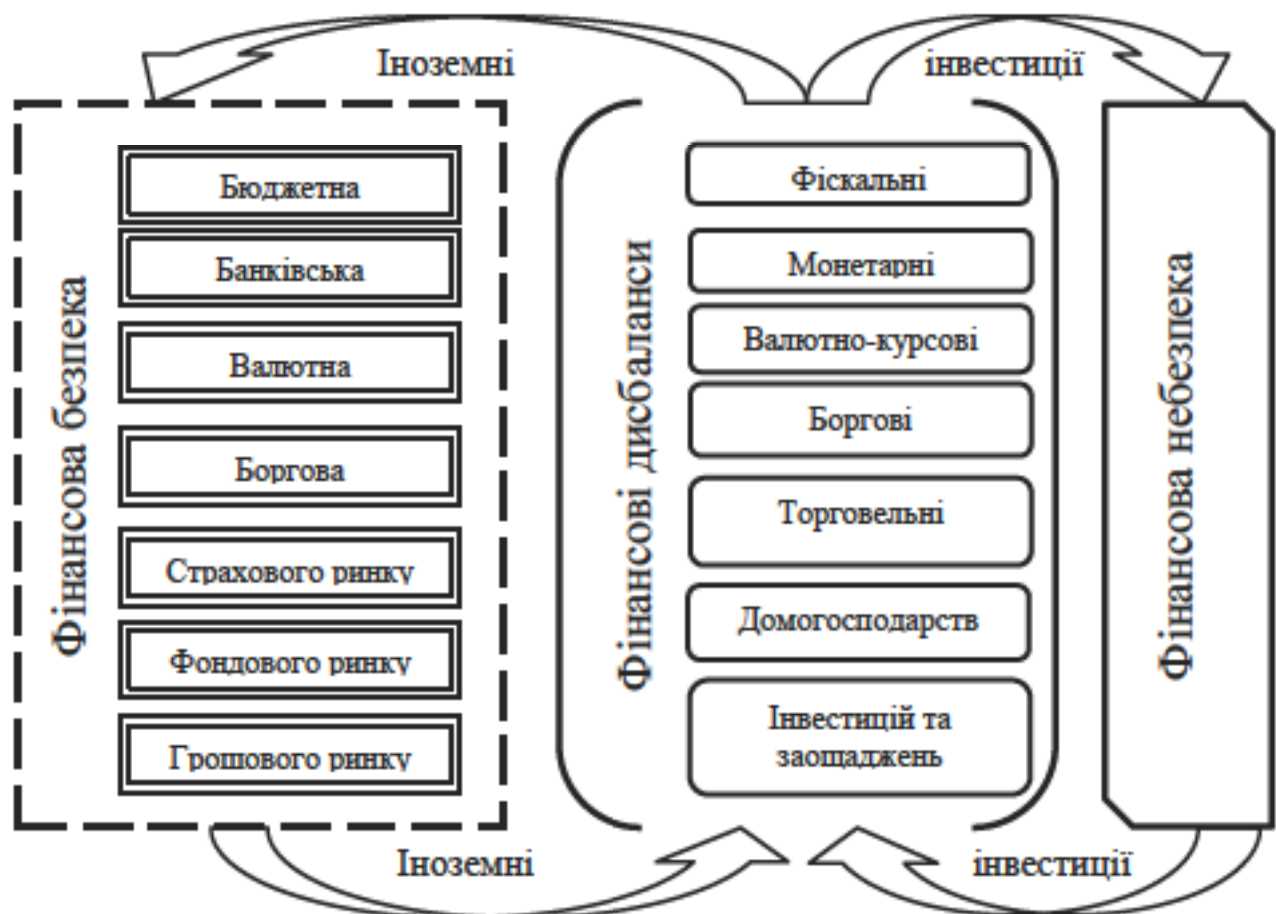 Іноземні інвестиції
Фінансова безпека
Бюджетна
Банківська
Валютна
Боргова
Страхового ринку
Фондового ринку
Грошового ринку
Фінансові дисбаланси
Фіскальні
Монетарні
Валютно-курсові
Боргові
Торговельні
Домогосподарств
Інвестицій та
заощаджень
Фінансова небезпека
Іноземні інвестиції